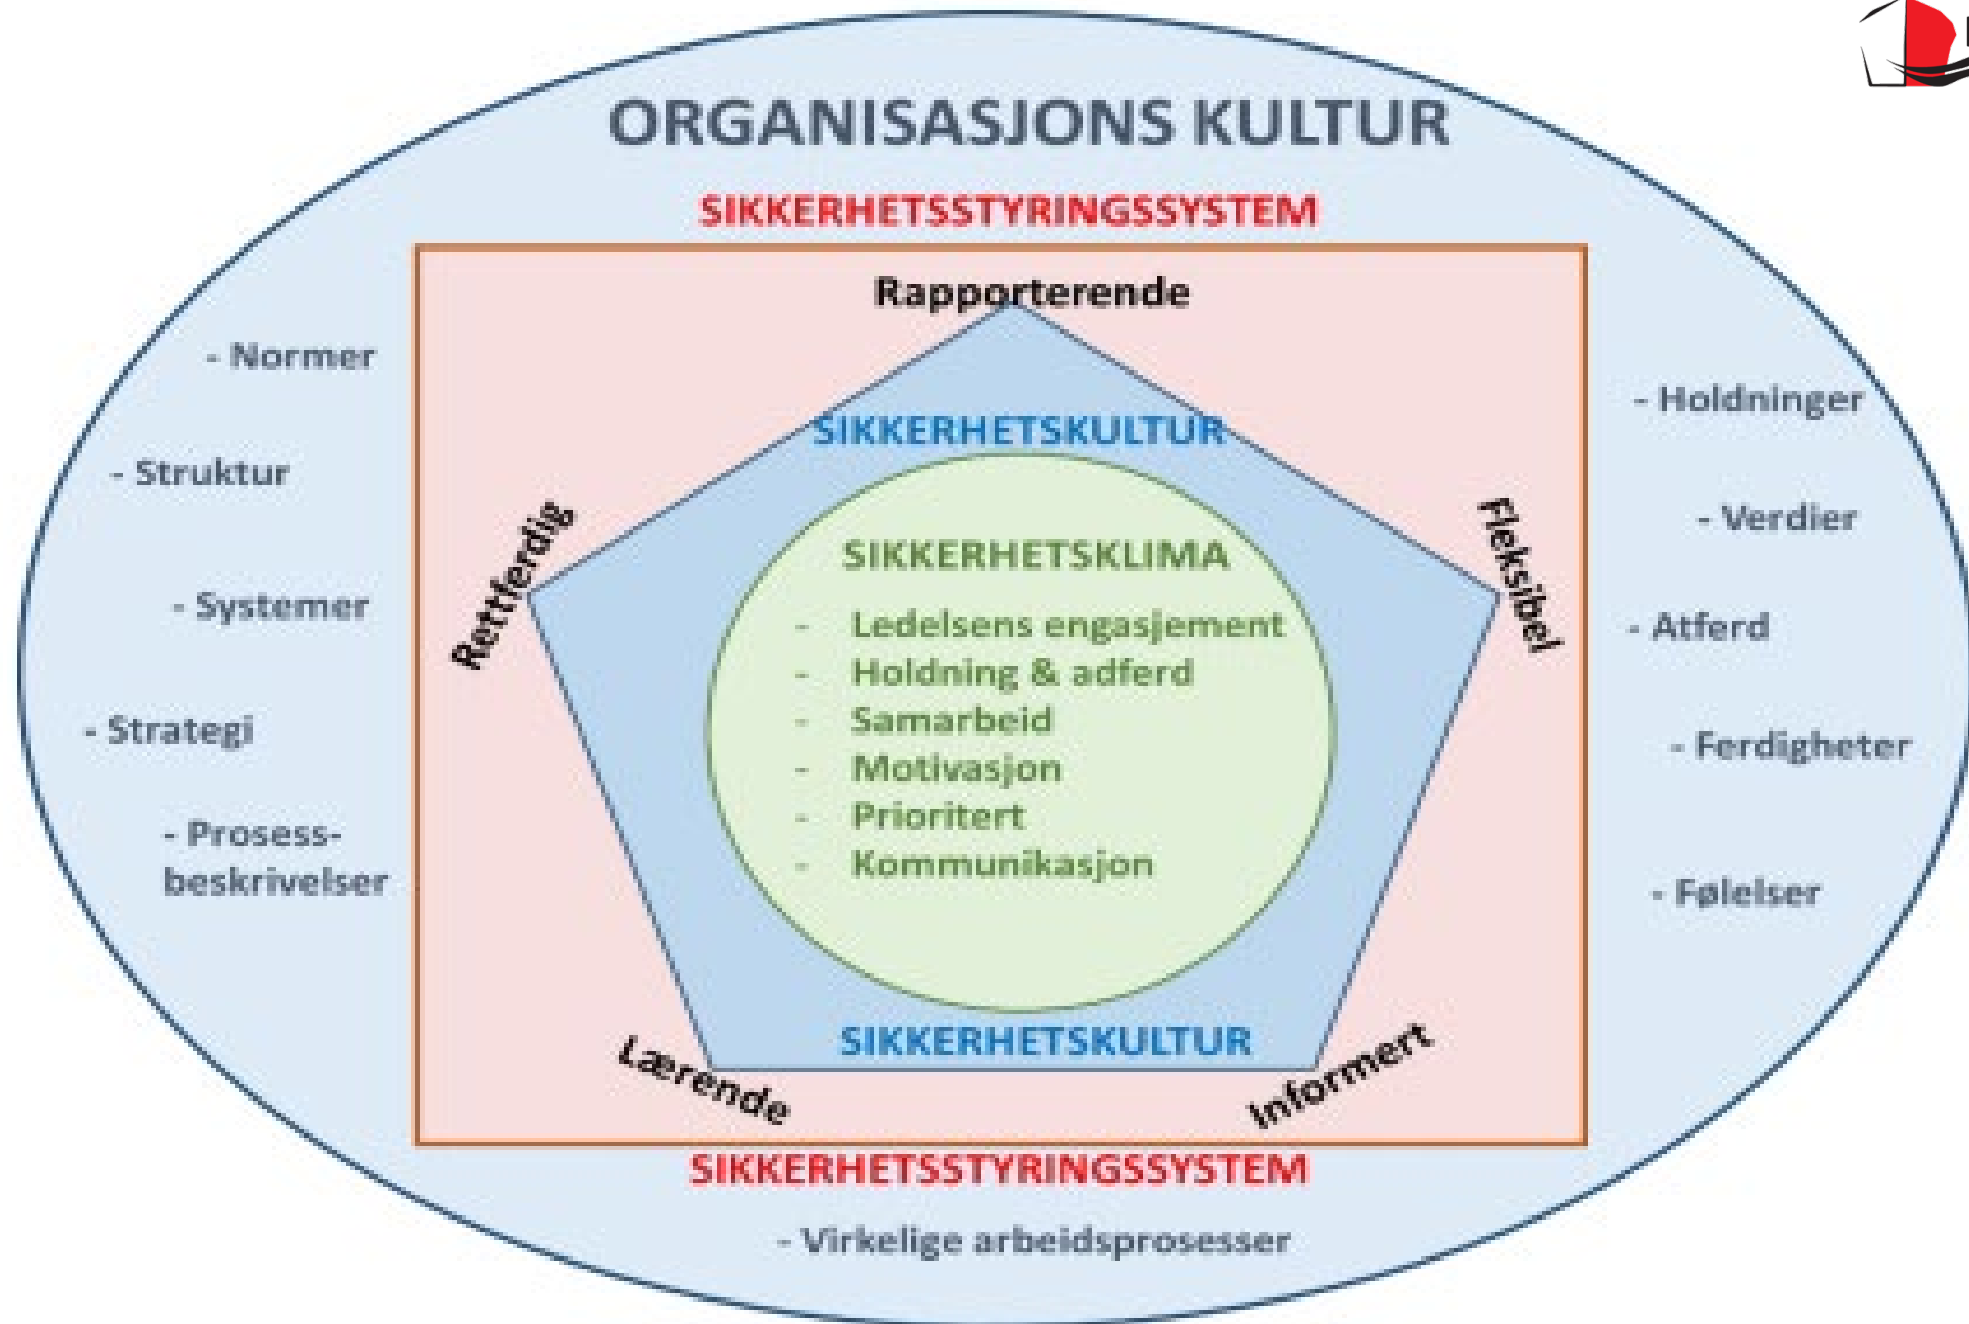 ORGANISASJONS KULTUR
SIKKERHETSSTYRINGSSYSTEM
Rapporterende
- Normer
- Holdninger
SIKKERHETSKULTUR
- Struktur
- Verdier
Rettferdig
Fleksibel
SIKKERHETSKLIMA
- Systemer
- Ledelsens engasjement
- Atferd
- Holdning & adferd
- Samarbeid
- Strategi
- Ferdigheter
- Motivasjon
- Prioritert
- Prosess-
beskrivelser
- Kommunikasjon
- Følelser
SIKKERHETSKULTUR
Lærende
Informert
SIKKERHETSSTYRINGSSYSTEM
- Virkelige arbeidsprosesser